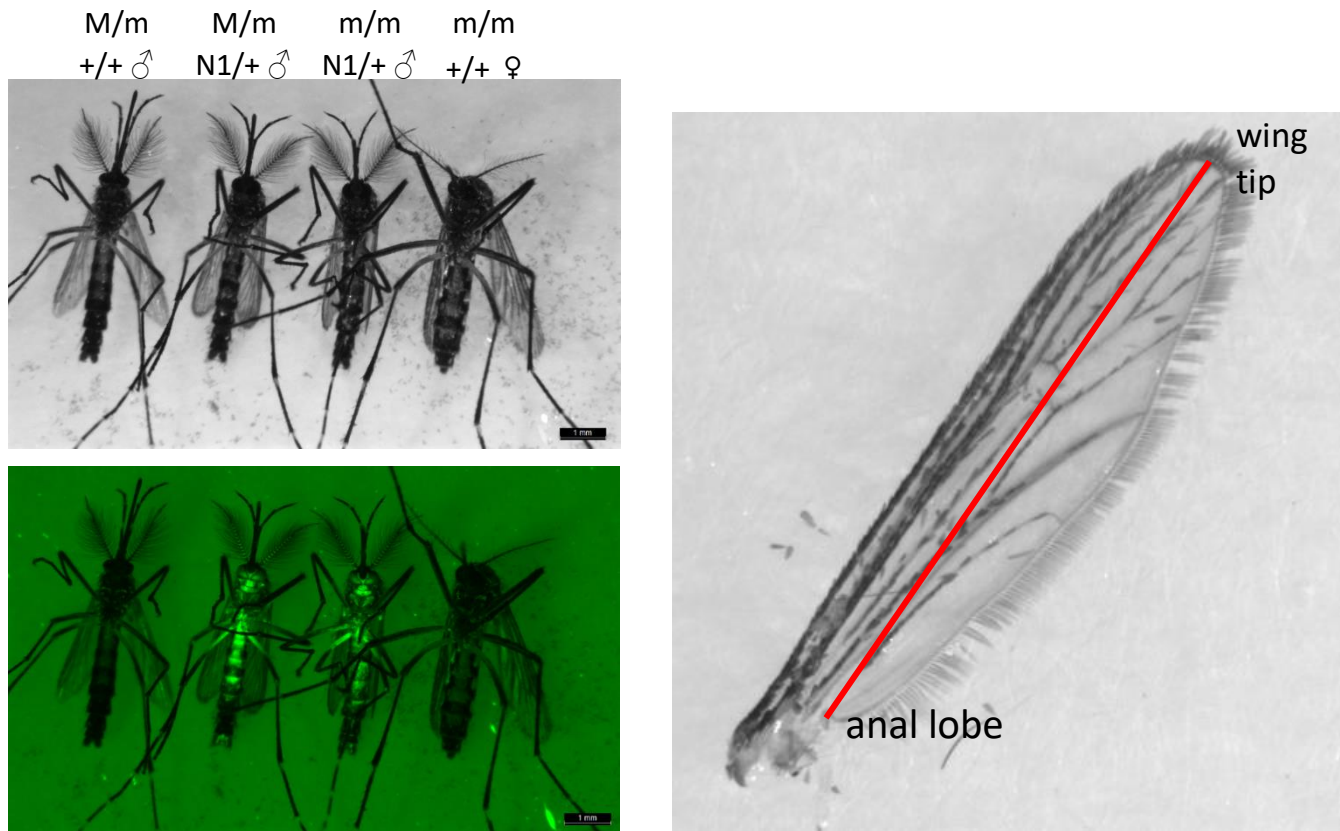 M/m M/m m/m m/m
+/+ ♂ N1/+ ♂ N1/+ ♂ +/+ ♀
1 mm
1 mm
wing
tip
anal lobe